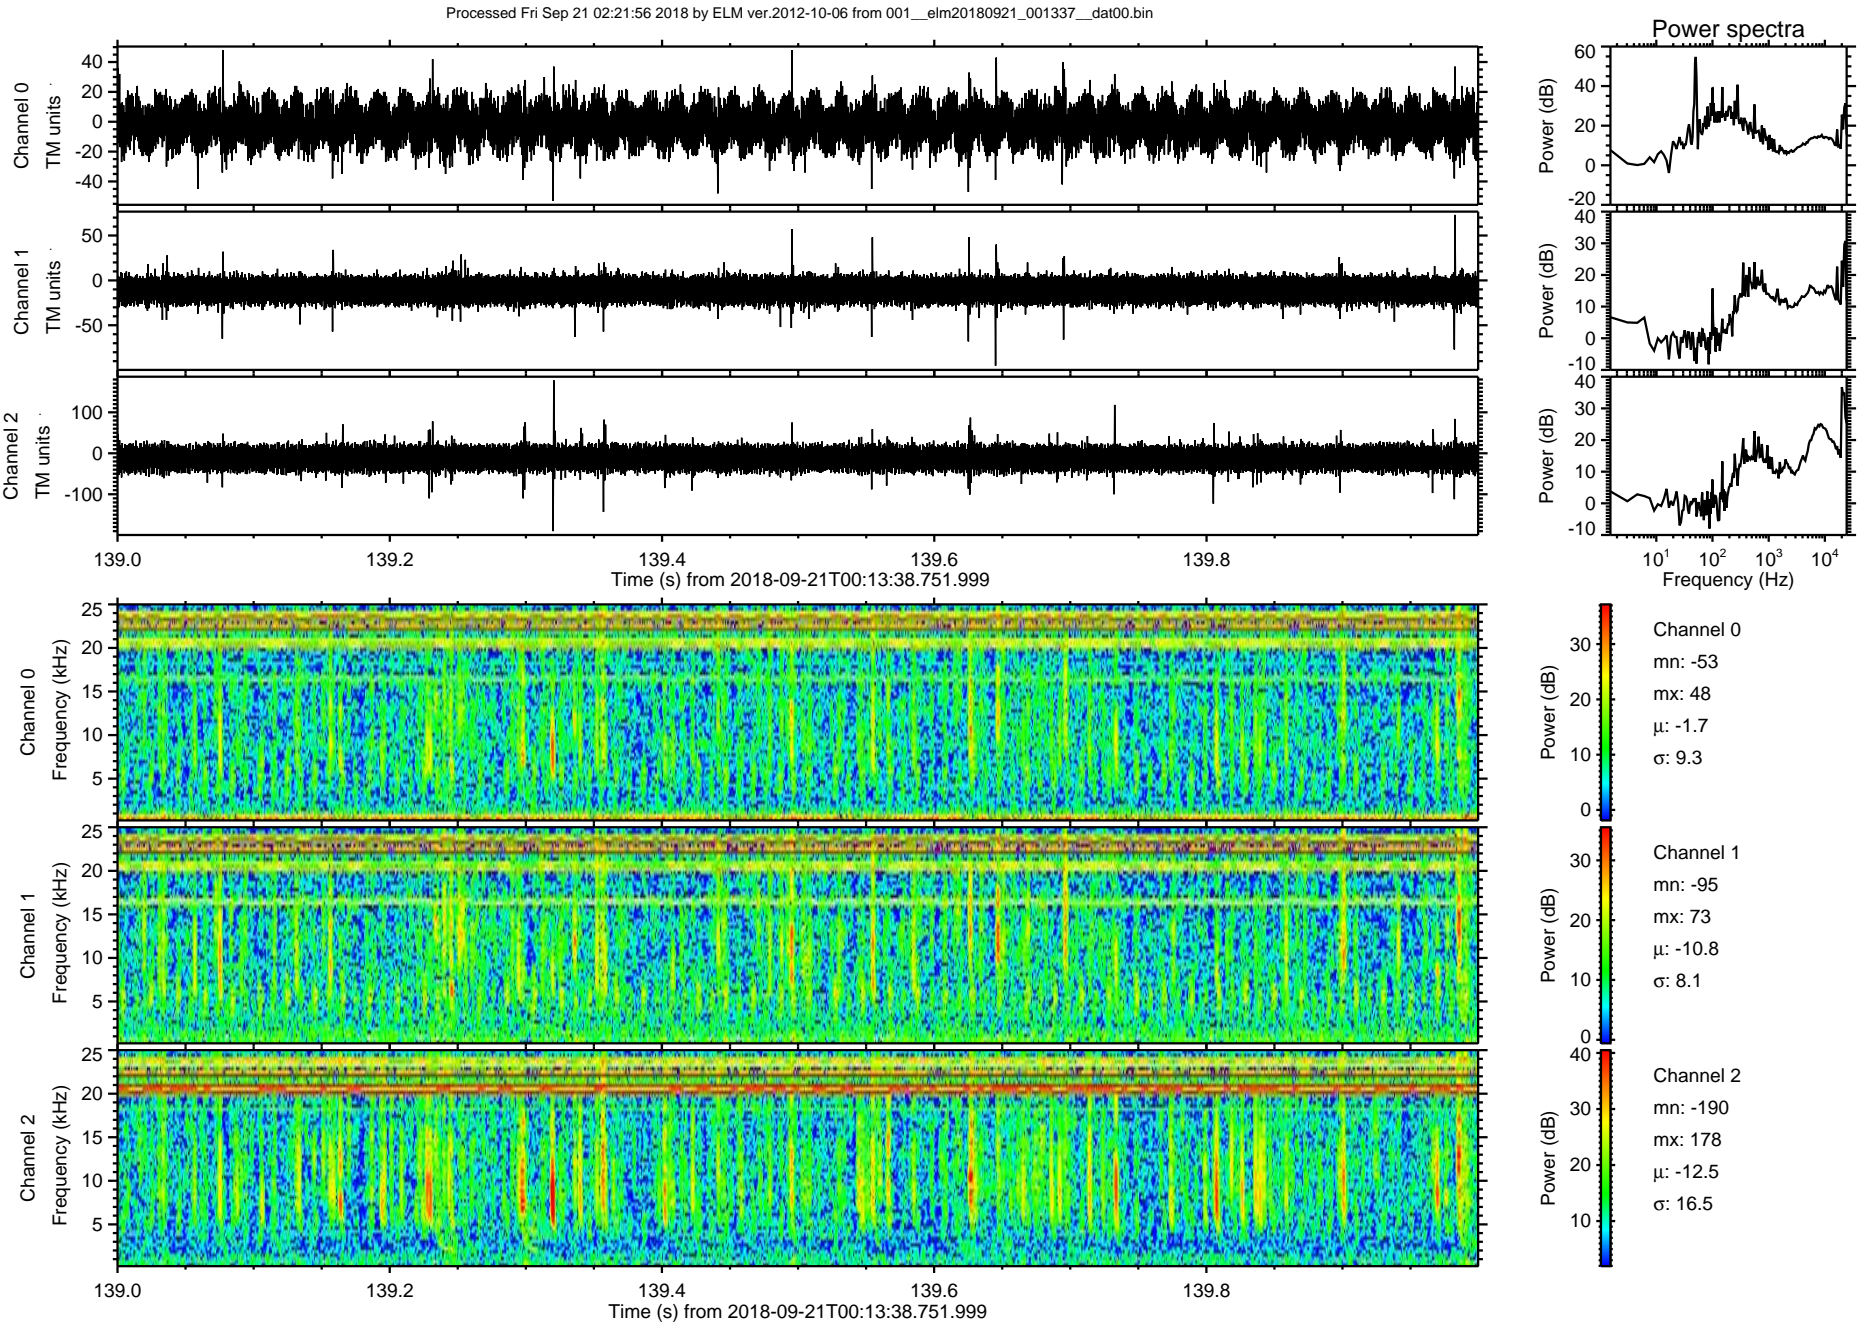 Processed Fri Sep 21 02:21:56 2018 by ELM ver.2012-10-06 from 001__elm20180921_001337__dat00.bin
Power spectra
Channel 0
TM units
40
20
0
-20
-40
Power (dB)
60
40
20
0
-20
Channel 1
TM units
50
0
-50
Power (dB)
40
30
20
10
0
-10
Channel 2
TM units
100
0
-100
Power (dB)
40
30
20
10
0
-10
139.0 139.2 139.4 139.6 139.8
Time (s) from 2018-09-21T00:13:38.751.999
10¹ 10² 10³ 10⁴
Frequency (Hz)
Channel 0
Frequency (kHz)
25
20
15
10
5
Power (dB)
30
20
10
0
Channel 0
mn: -53
mx: 48
μ: -1.7
σ: 9.3
Channel 1
Frequency (kHz)
25
20
15
10
5
Power (dB)
30
20
10
0
Channel 1
mn: -95
mx: 73
μ: -10.8
σ: 8.1
Channel 2
Frequency (kHz)
25
20
15
10
5
Power (dB)
40
30
20
10
Channel 2
mn: -190
mx: 178
μ: -12.5
σ: 16.5
139.0 139.2 139.4 139.6 139.8
Time (s) from 2018-09-21T00:13:38.751.999